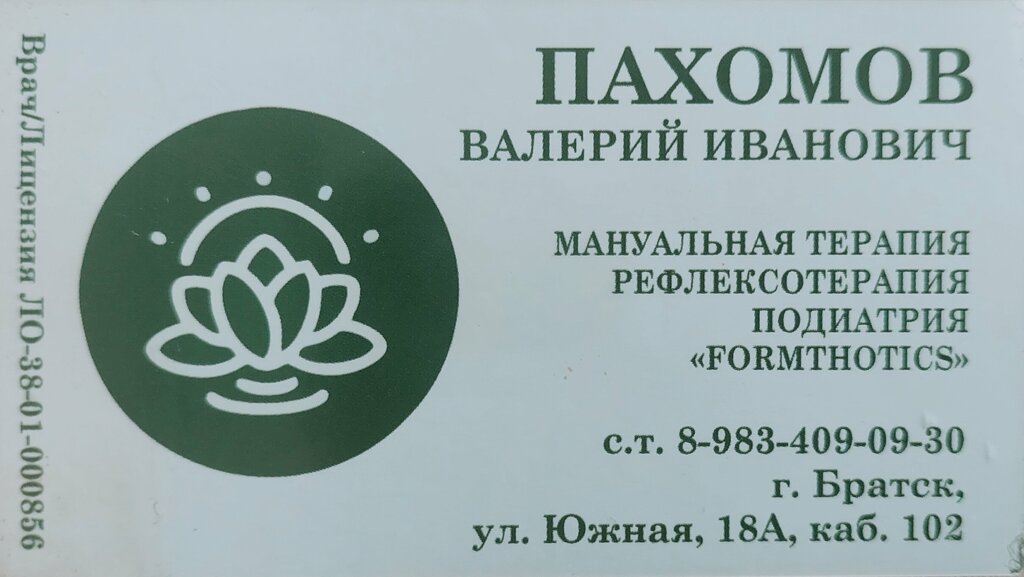 Врач/Лицензия ЛО-38-01-000856
ПАХОМОВ
ВАЛЕРИЙ ИВАНОВИЧ
МАНУАЛЬНАЯ ТЕРАПИЯ
РЕФЛЕКСОТЕРАПИЯ
ПОДИАТРИЯ
«FORMTHOTICS»
с.т. 8-983-409-09-30
г. Братск,
ул. Южная, 18А, каб. 102